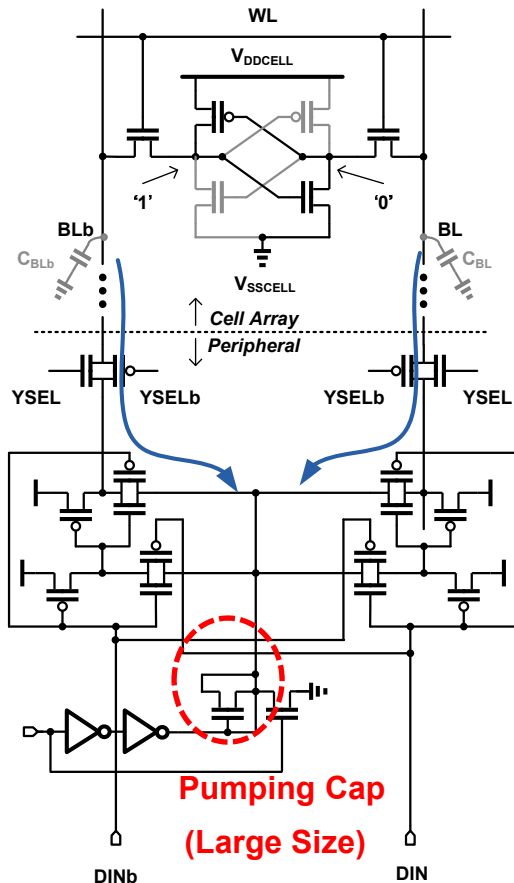 WL
VDDCELL
'1'
'0'
BLb
BL
CBLb
CBL
VSSCELL
Cell Array
Peripheral
YSEL
YSELb
YSELb
YSEL
Pumping Cap
(Large Size)
DINb
DIN